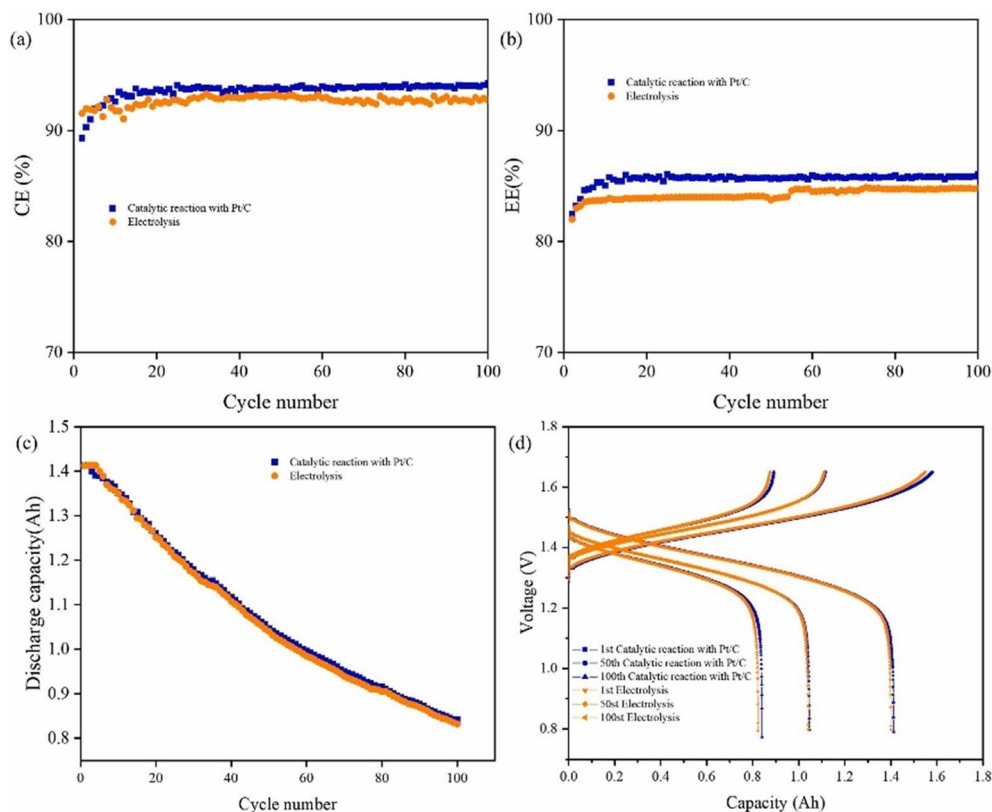 (a)
100
90
80
70
CE (%)
Catalytic reaction with Pt/C
Electrolysis
0
20
40
60
80
100
Cycle number
(b)
100
90
80
70
EE(%)
Catalytic reaction with Pt/C
Electrolysis
0
20
40
60
80
100
Cycle number
(c)
1.5
1.4
1.3
1.2
1.1
1.0
0.9
0.8
Discharge capacity(Ah)
Catalytic reaction with Pt/C
Electrolysis
0
20
40
60
80
100
Cycle number
(d)
1.8
1.6
1.4
1.2
1.0
0.8
Voltage (V)
1st Catalytic reaction with Pt/C
50th Catalytic reaction with Pt/C
100th Catalytic reaction with Pt/C
1st Electrolysis
50st Electrolysis
100st Electrolysis
0.0
0.2
0.4
0.6
0.8
1.0
1.2
1.4
1.6
1.8
Capacity (Ah)